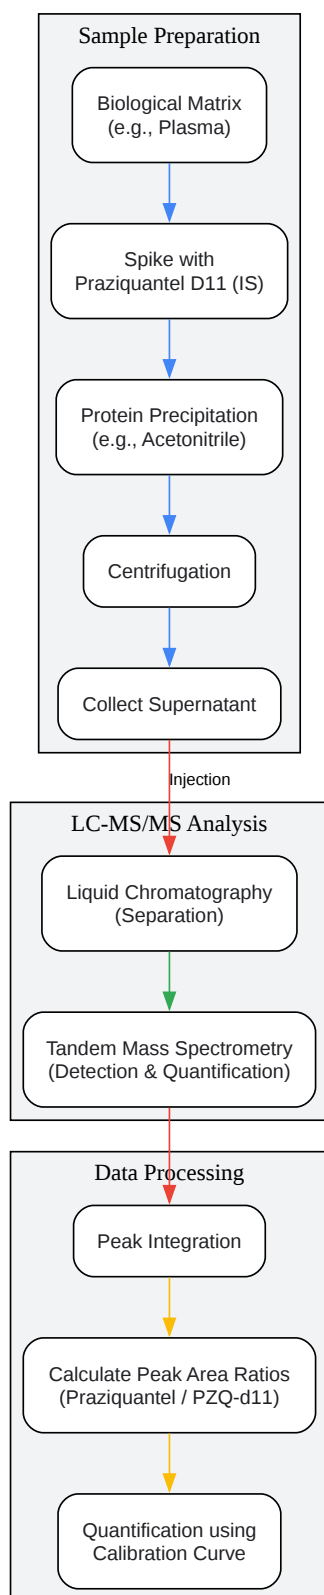 Sample Preparation
Biological Matrix
(e.g., Plasma)
Spike with
Praziquantel D11 (IS)
Protein Precipitation
(e.g., Acetonitrile)
Centrifugation
Collect Supernatant
Injection
LC-MS/MS Analysis
Liquid Chromatography
(Separation)
Tandem Mass Spectrometry
(Detection & Quantification)
Data Processing
Peak Integration
Calculate Peak Area Ratios
(Praziquantel / PZQ-d11)
Quantification using
Calibration Curve